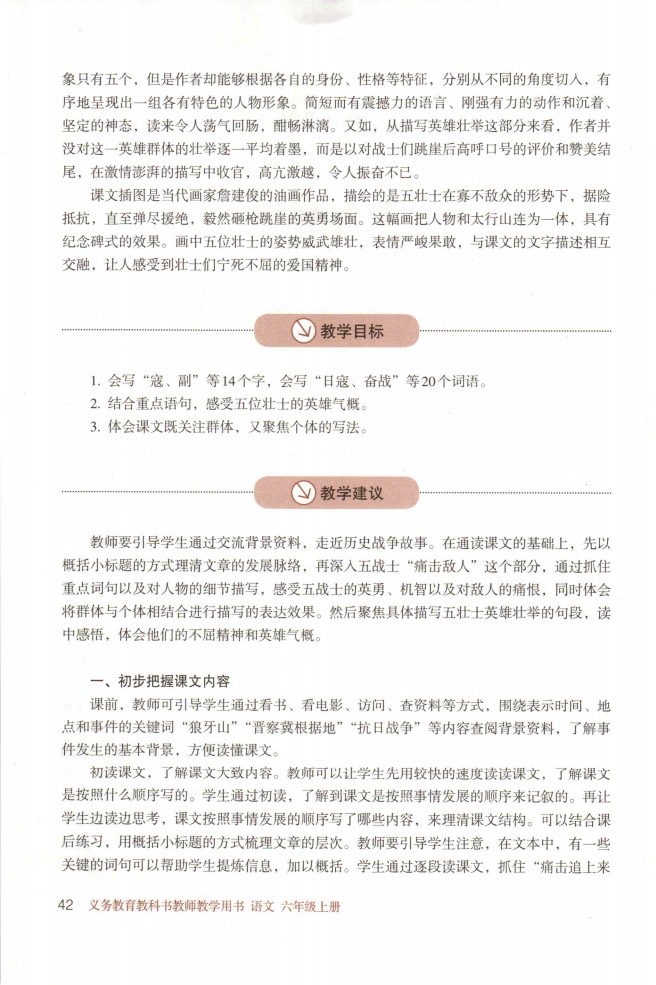 象只有五个，但是作者却能够根据各自的身份、性格等特征，分别从不同的角度切入，有
序地呈现出一组各有特色的人物形象。简短而有震撼力的语言、刚强有力的动作和沉着、
坚定的神态，读来令人荡气回肠，酣畅淋漓。又如，从描写英雄壮举这部分来看，作者并
没对这一英雄群体的壮举逐一平均着墨，而是以对战士们跳崖后高呼口号的评价和赞美结
尾，在激情澎湃的描写中收官，高亢激越，令人振奋不已。
课文插图是当代画家詹建俊的油画作品，描绘的是五壮士在寡不敌众的形势下，据险
抵抗，直至弹尽援绝，毅然砸枪跳崖的英勇场面。这幅画把人物和太行山连为一体，具有
纪念碑式的效果。画中五位壮士的姿势威武雄壮，表情严峻果敢，与课文的文字描述相互
交融，让人感受到壮士们宁死不屈的爱国精神。
教学目标
1. 会写“寇、副”等14个字，会写“日寇、奋战”等20个词语。
2. 结合重点语句，感受五位壮士的英雄气概。
3. 体会课文既关注群体，又聚焦个体的写法。
教学建议
教师要引导学生通过交流背景资料，走近历史战争故事。在通读课文的基础上，先以
概括小标题的方式理清文章的发展脉络，再深入五战士“痛击敌人”这个部分，通过抓住
重点词句以及对人物的细节描写，感受五战士的英勇、机智以及对敌人的痛恨，同时体会
将群体与个体相结合进行描写的表达效果。然后聚焦具体描写五壮士英雄壮举的句段，读
中感悟，体会他们的不屈精神和英雄气概。
一、初步把握课文内容
课前，教师可引导学生通过看书、看电影、访问、查资料等方式，围绕表示时间、地
点和事件的关键词“狼牙山”“晋察冀根据地”“抗日战争”等内容查阅背景资料，了解事
件发生的基本背景，方便读懂课文。
初读课文，了解课文大致内容。教师可以让学生先用较快的速度读读课文，了解课文
是按照什么顺序写的。学生通过初读，了解到课文是按照事情发展的顺序来记叙的。再让
学生边读边思考，课文按照事情发展的顺序写了哪些内容，来理清课文结构。可以结合课
后练习，用概括小标题的方式梳理文章的层次。教师要引导学生注意，在文本中，有一些
关键的词句可以帮助学生提炼信息，加以概括。学生通过逐段读课文，抓住“痛击追上来
42 义务教育教科书教师教学用书 语文 六年级上册